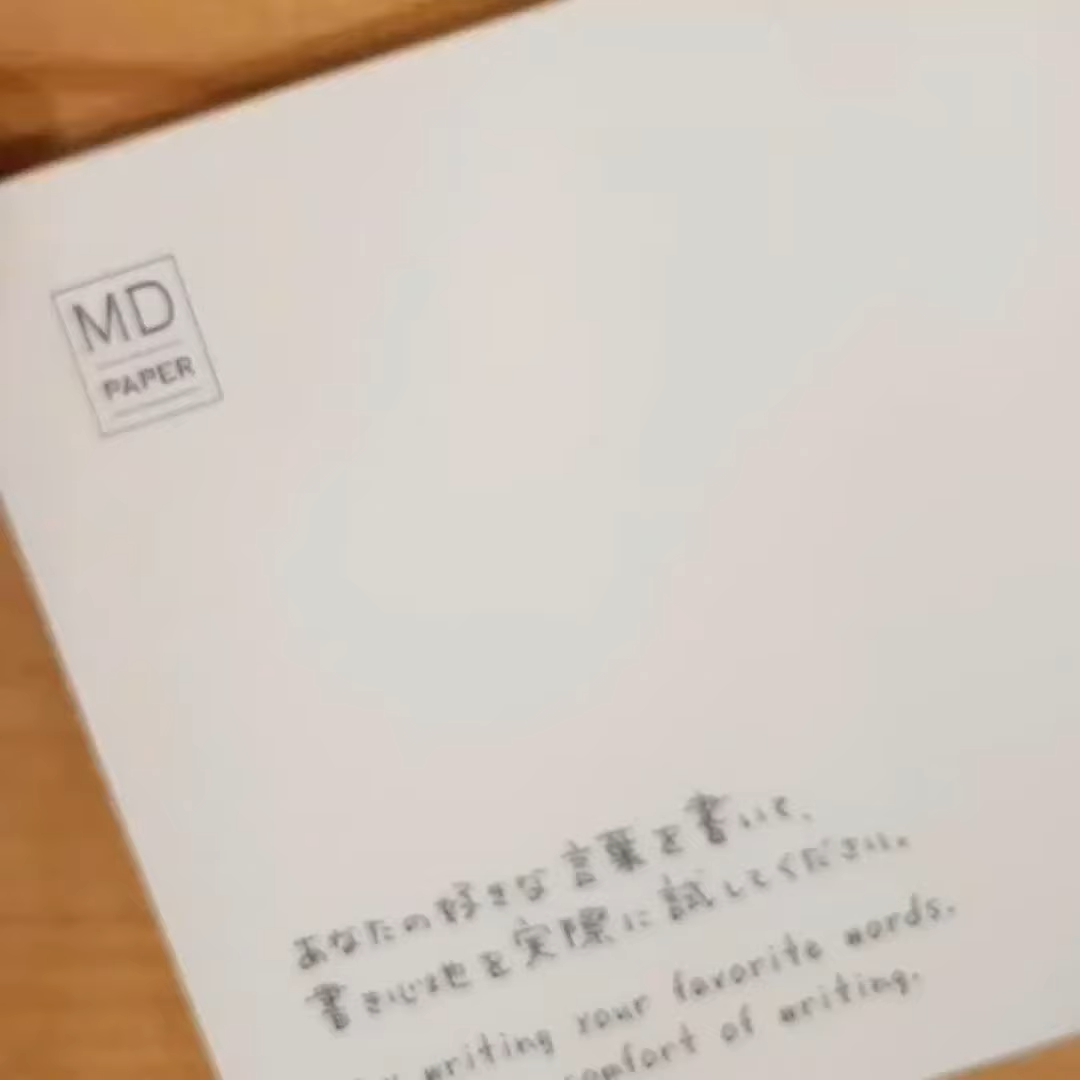 MD
PAPER
あなたの好きな言葉を書いて、
書き心地を実際に試してください。
writing your favorite words.
comfort of writing.